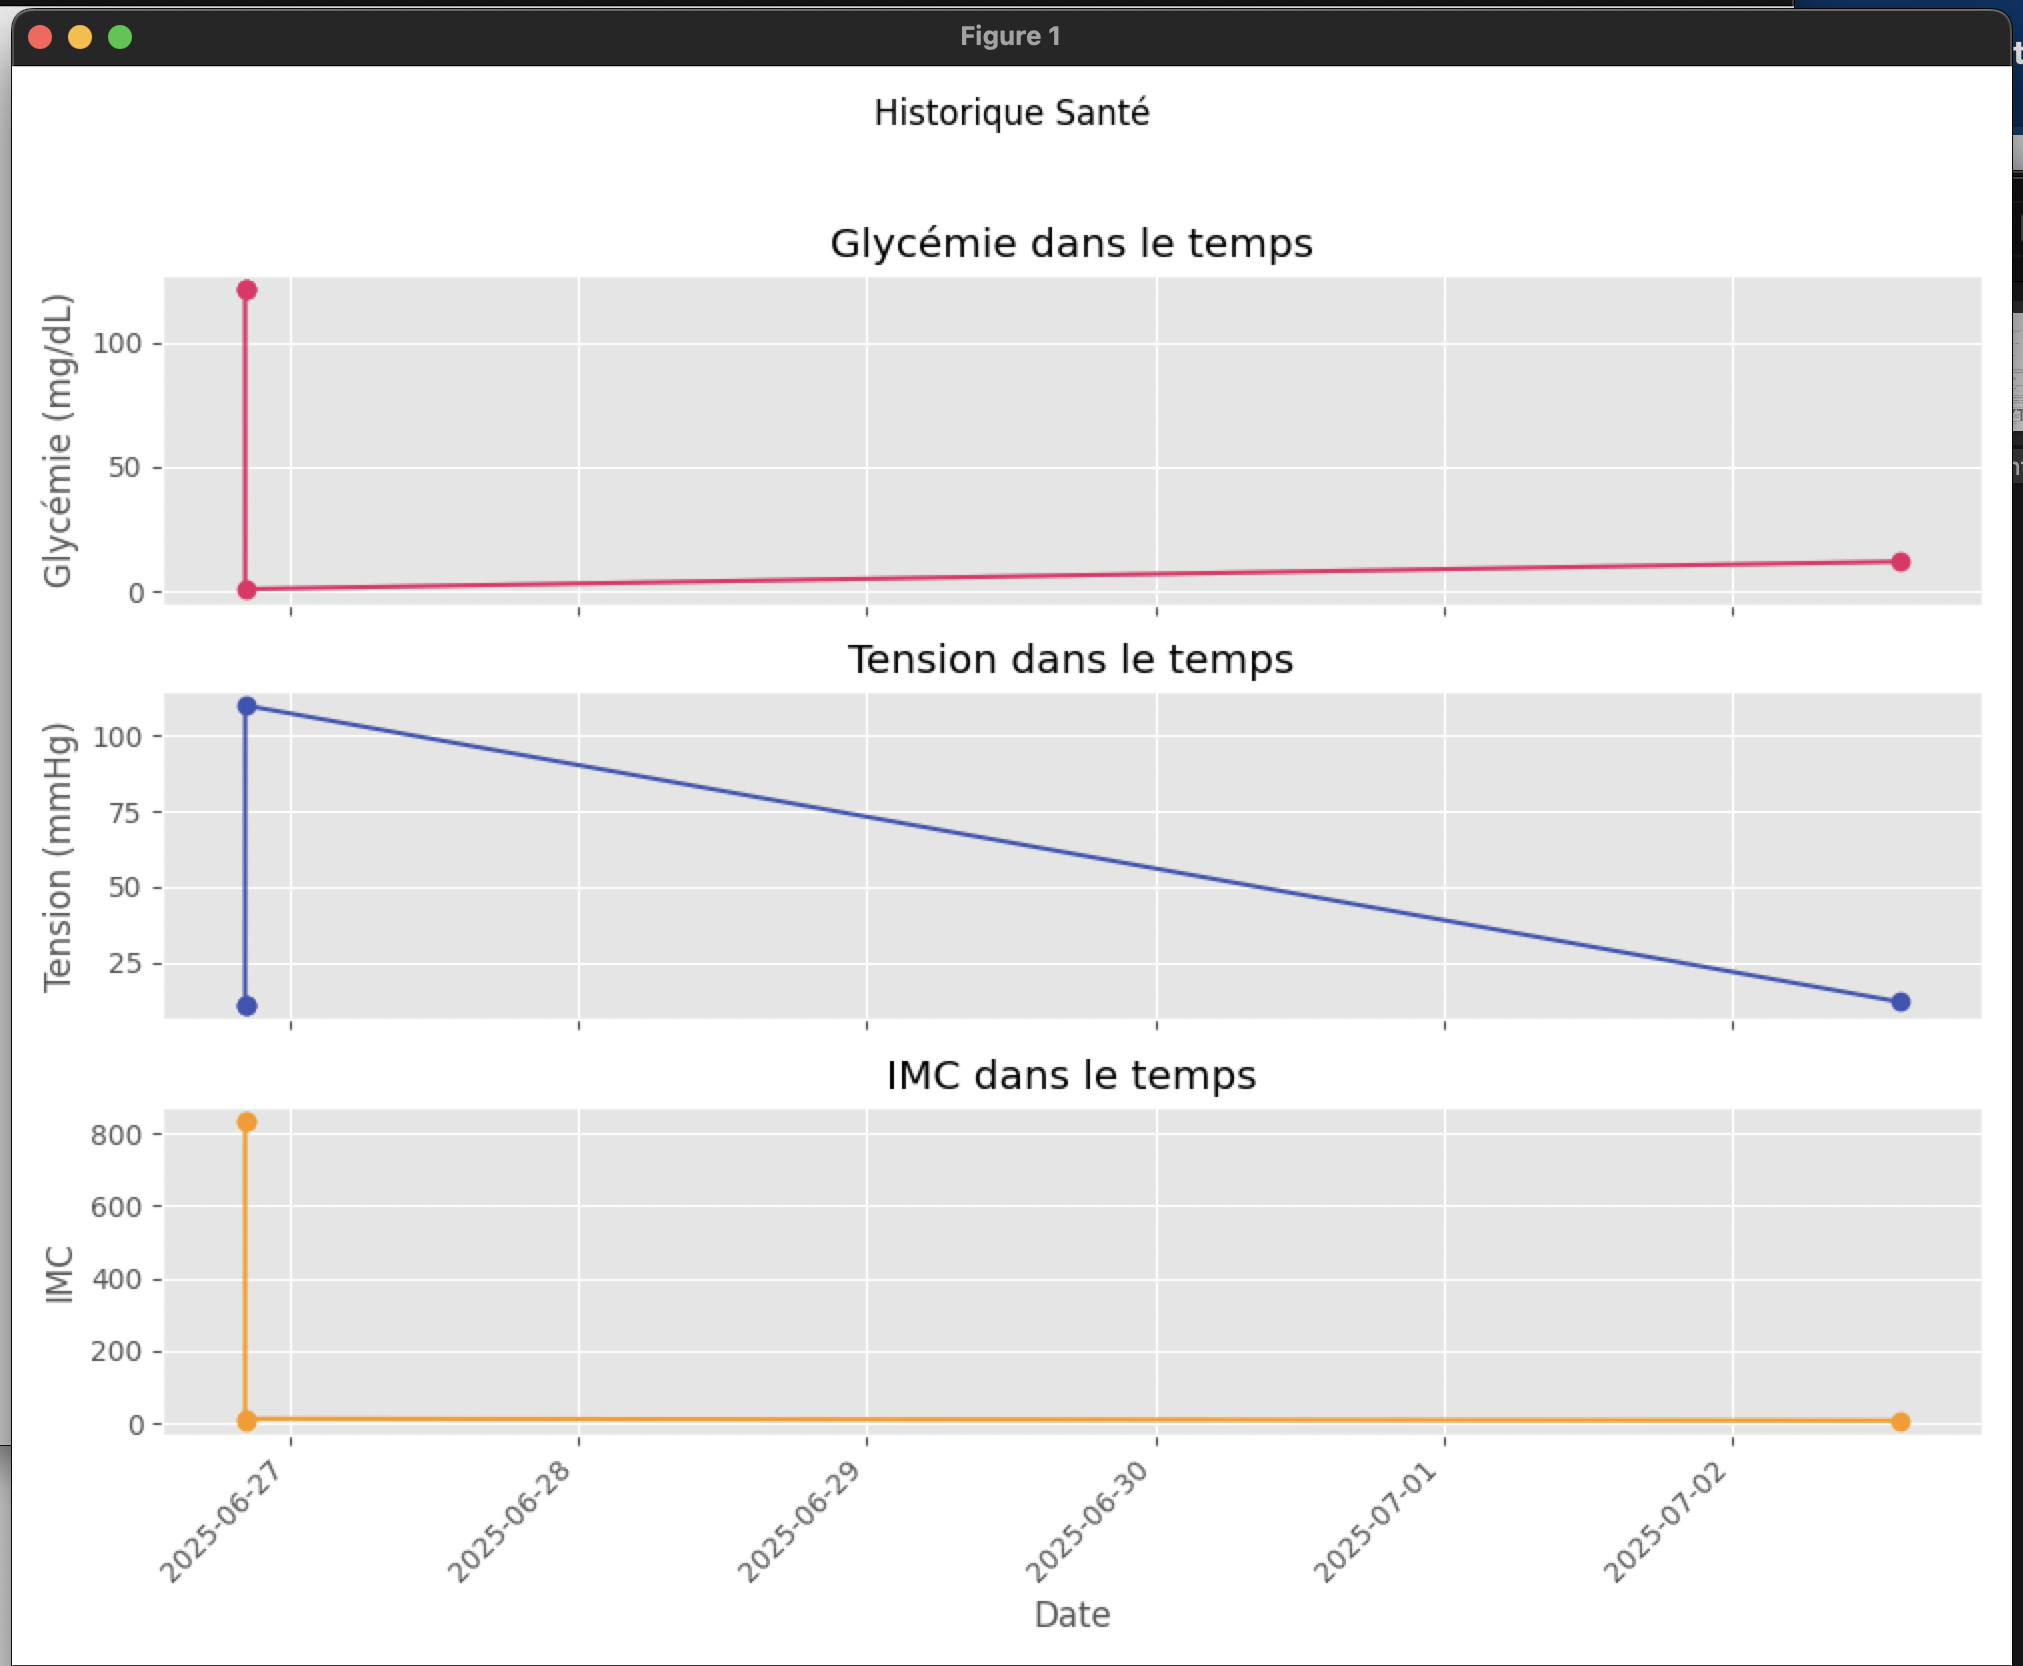 Figure 1
Historique Santé
Glycémie dans le temps
Glycémie (mg/dL)
100
50
0
Tension dans le temps
Tension (mmHg)
100
75
50
25
IMC dans le temps
IMC
800
600
400
200
0
2025-06-27
2025-06-28
2025-06-29
2025-06-30
2025-07-01
2025-07-02
Date